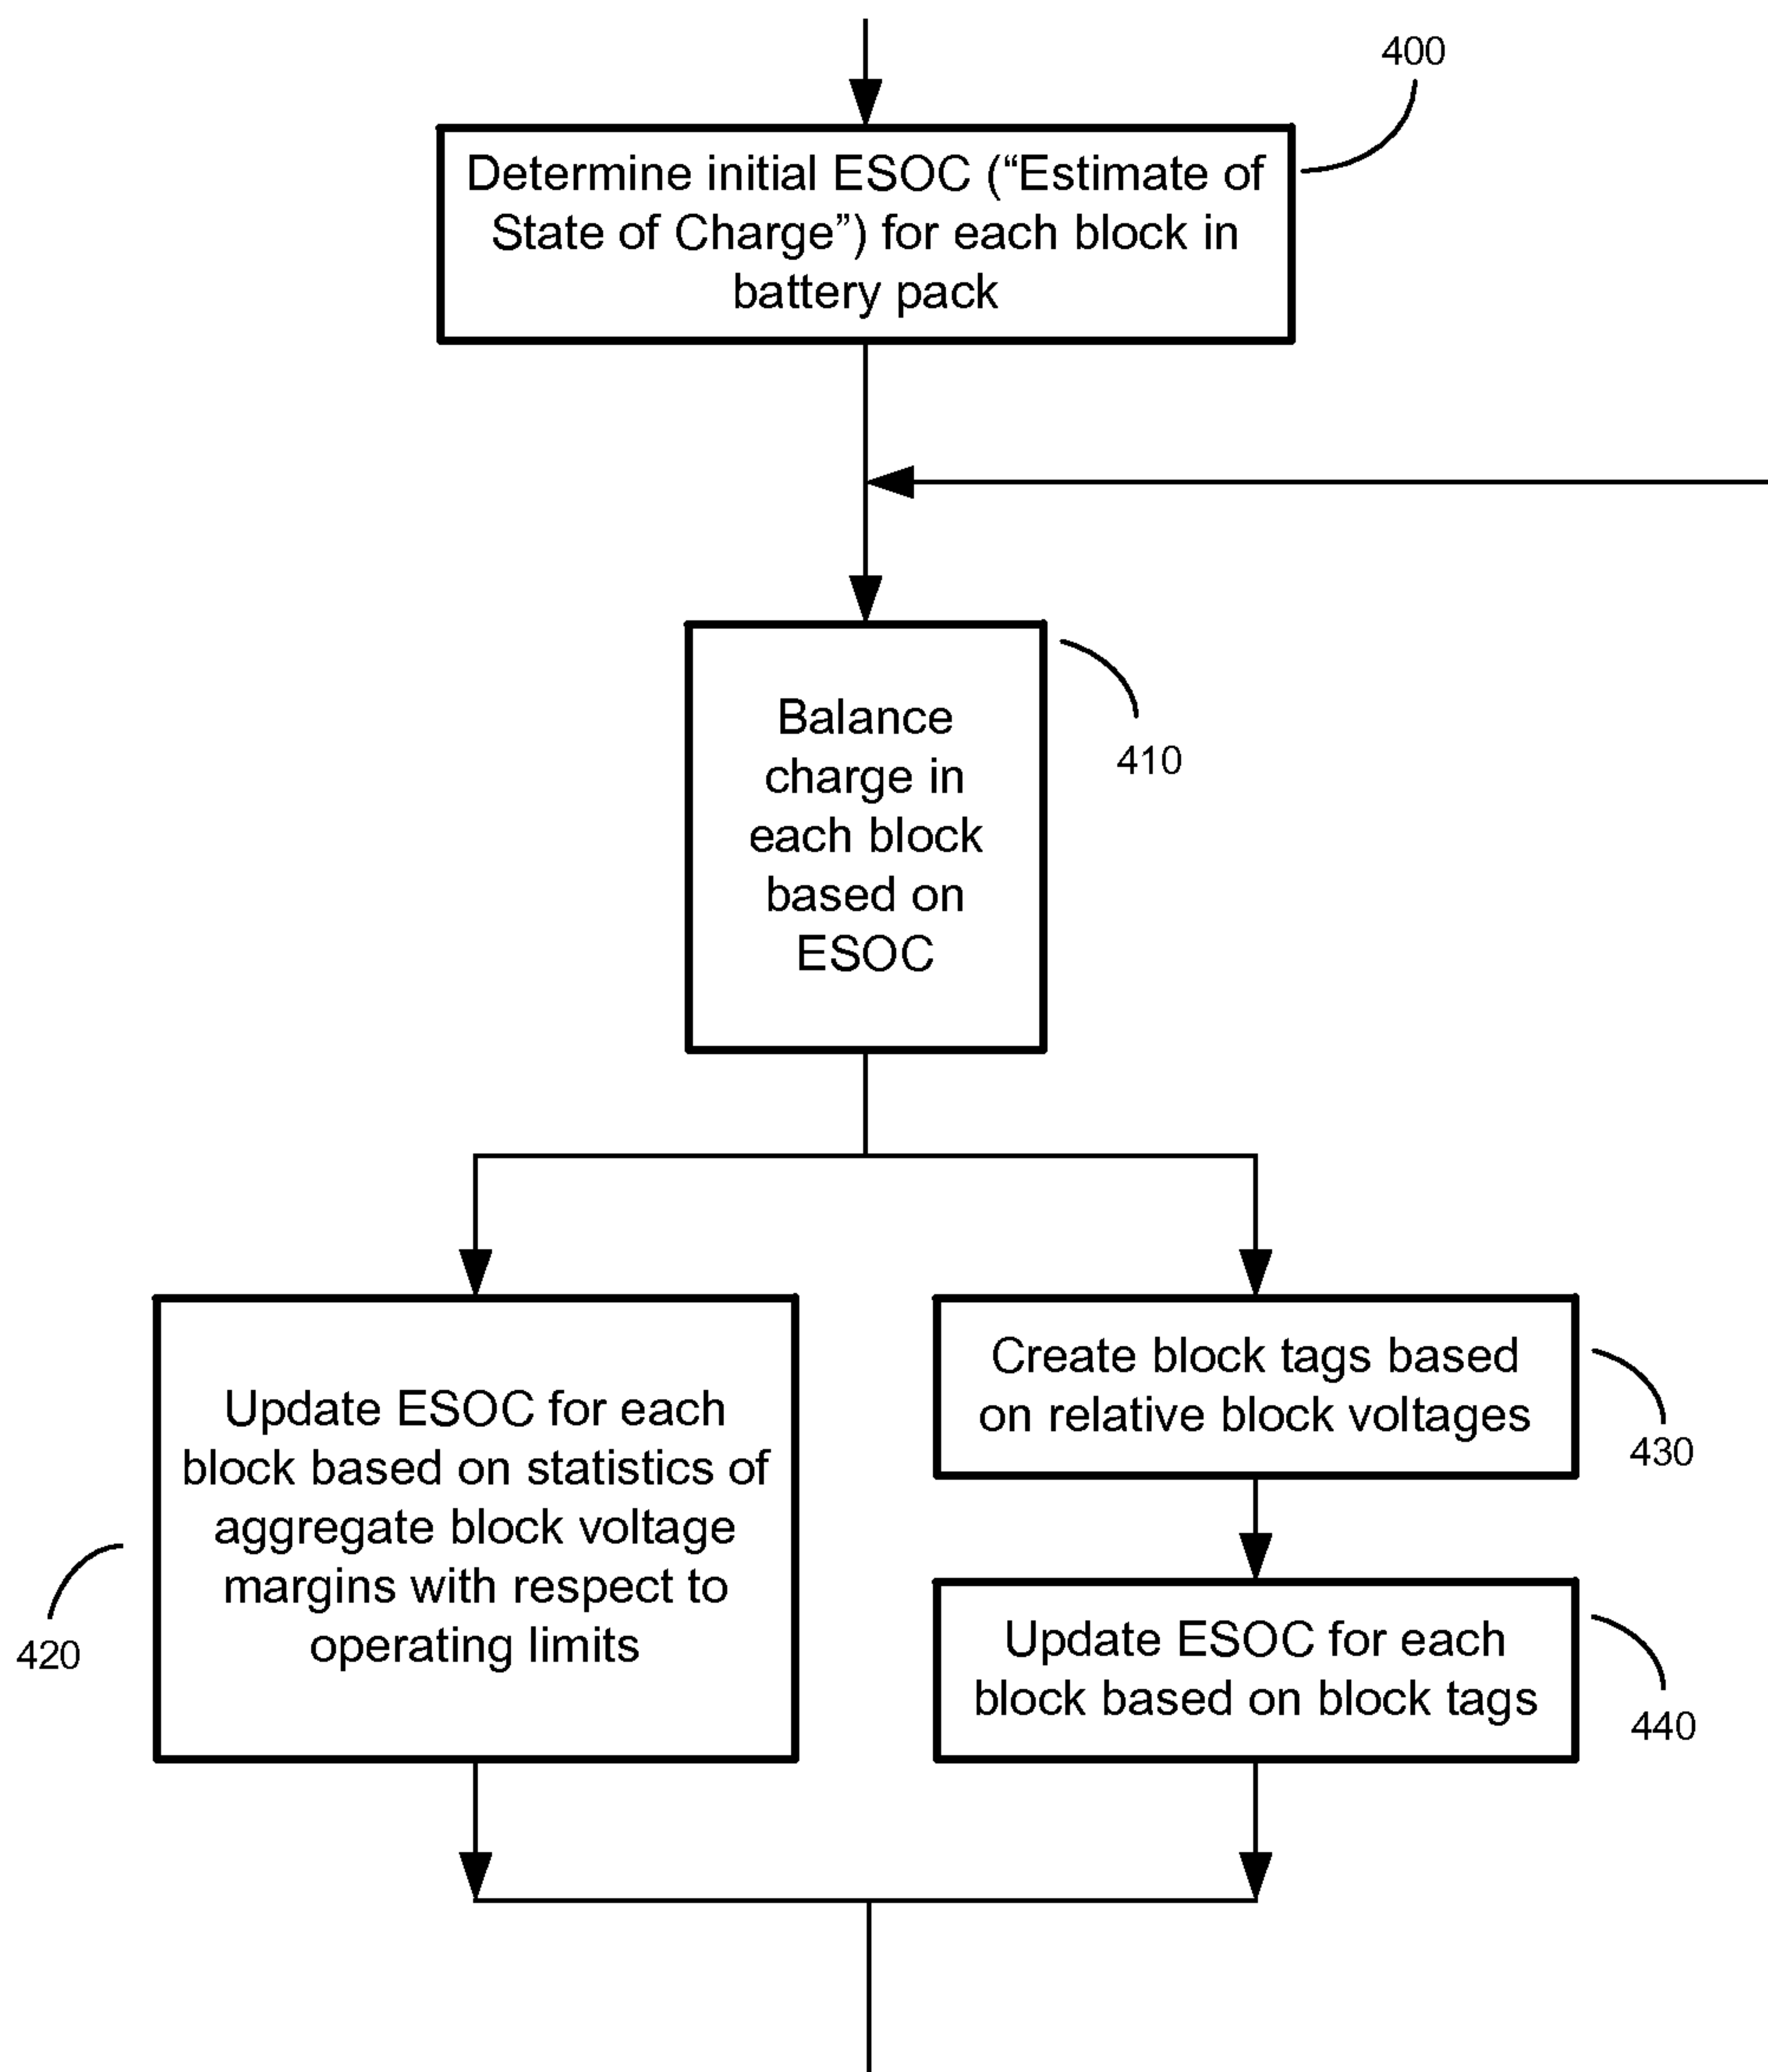 400
Determine initial ESOC (“Estimate of
State of Charge”) for each block in
battery pack
Balance
charge in
each block
based on
ESOC
410
Update ESOC for each
block based on statistics of
aggregate block voltage
margins with respect to
operating limits
420
Create block tags based
on relative block voltages
430
Update ESOC for each
block based on block tags
440